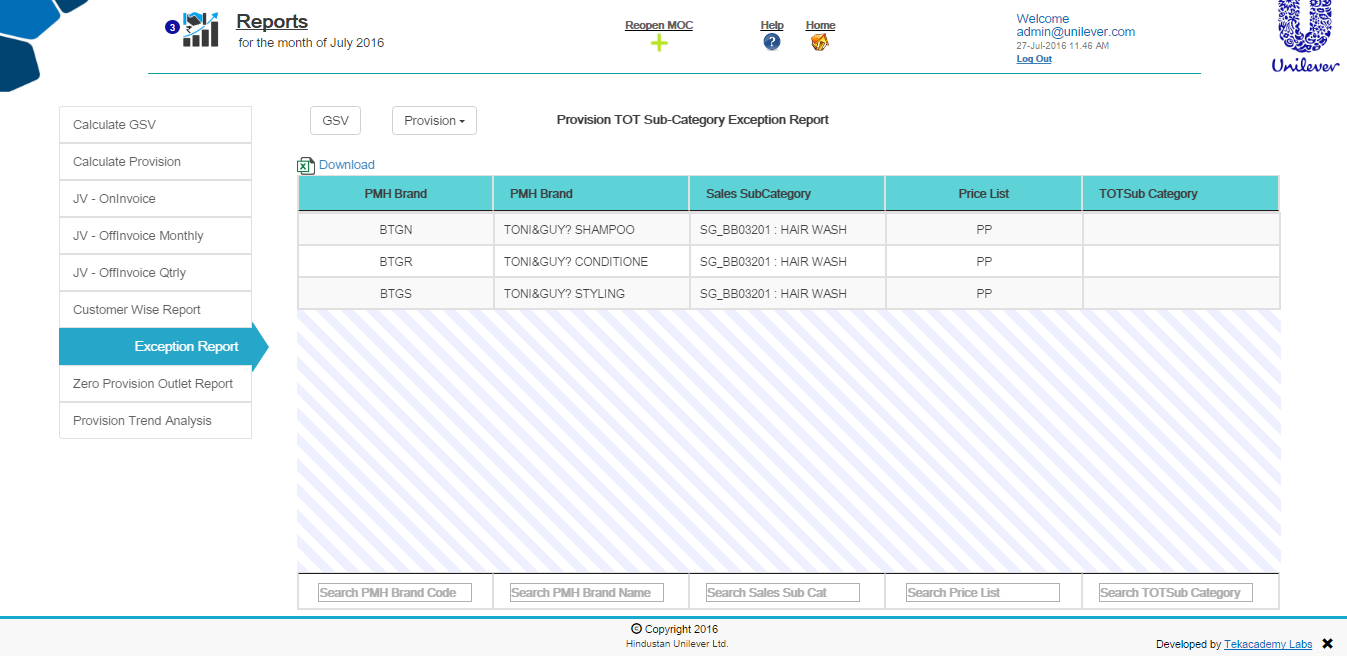 3
Reports
for the month of July 2016
Reopen MOC
Help
?
Home
Welcome
admin@unilever.com
27-Jul-2016 11.46 AM
Log Out
Unilever
Calculate GSV
Calculate Provision
JV - OnInvoice
JV - OffInvoice Monthly
JV - OffInvoice Qtrly
Customer Wise Report
Exception Report
Zero Provision Outlet Report
Provision Trend Analysis
GSV
Provision
Provision TOT Sub-Category Exception Report
Download
PMH Brand PMH Brand Sales SubCategory Price List TOTSub Category
BTGN TONI&GUY? SHAMPOO SG_BB03201 : HAIR WASH PP
BTGR TONI&GUY? CONDITIONE SG_BB03201 : HAIR WASH PP
BTGS TONI&GUY? STYLING SG_BB03201 : HAIR WASH PP
Search PMH Brand Code Search PMH Brand Name Search Sales Sub Cat Search Price List Search TOTSub Category
© Copyright 2016
Hindustan Unilever Ltd.
Developed by Tekacademy Labs